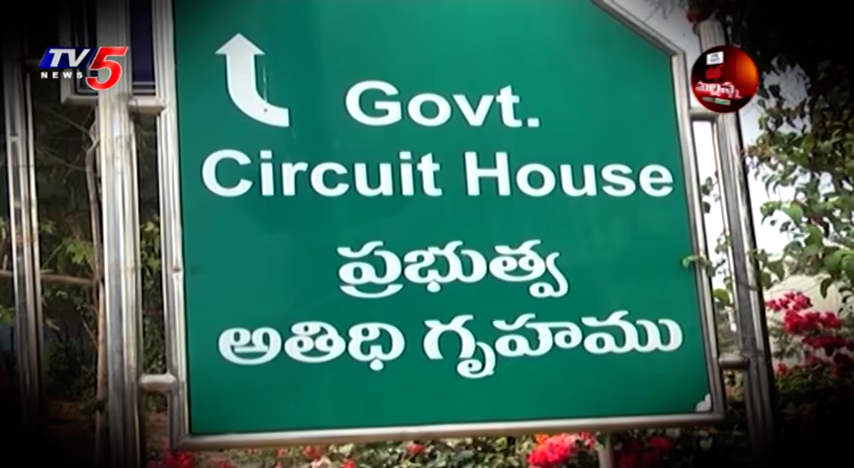 TV5
NEWS
Govt.
Circuit House
ప్రభుత్వ
అతిధి గృహము